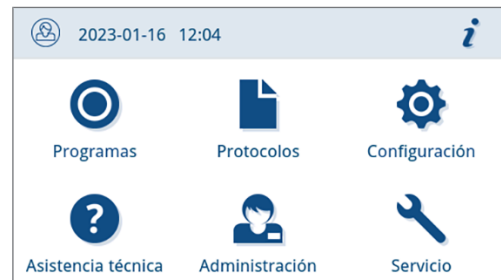 2023-01-16 12:04
Programas Protocolos Configuración
Asistencia técnica Administración Servicio